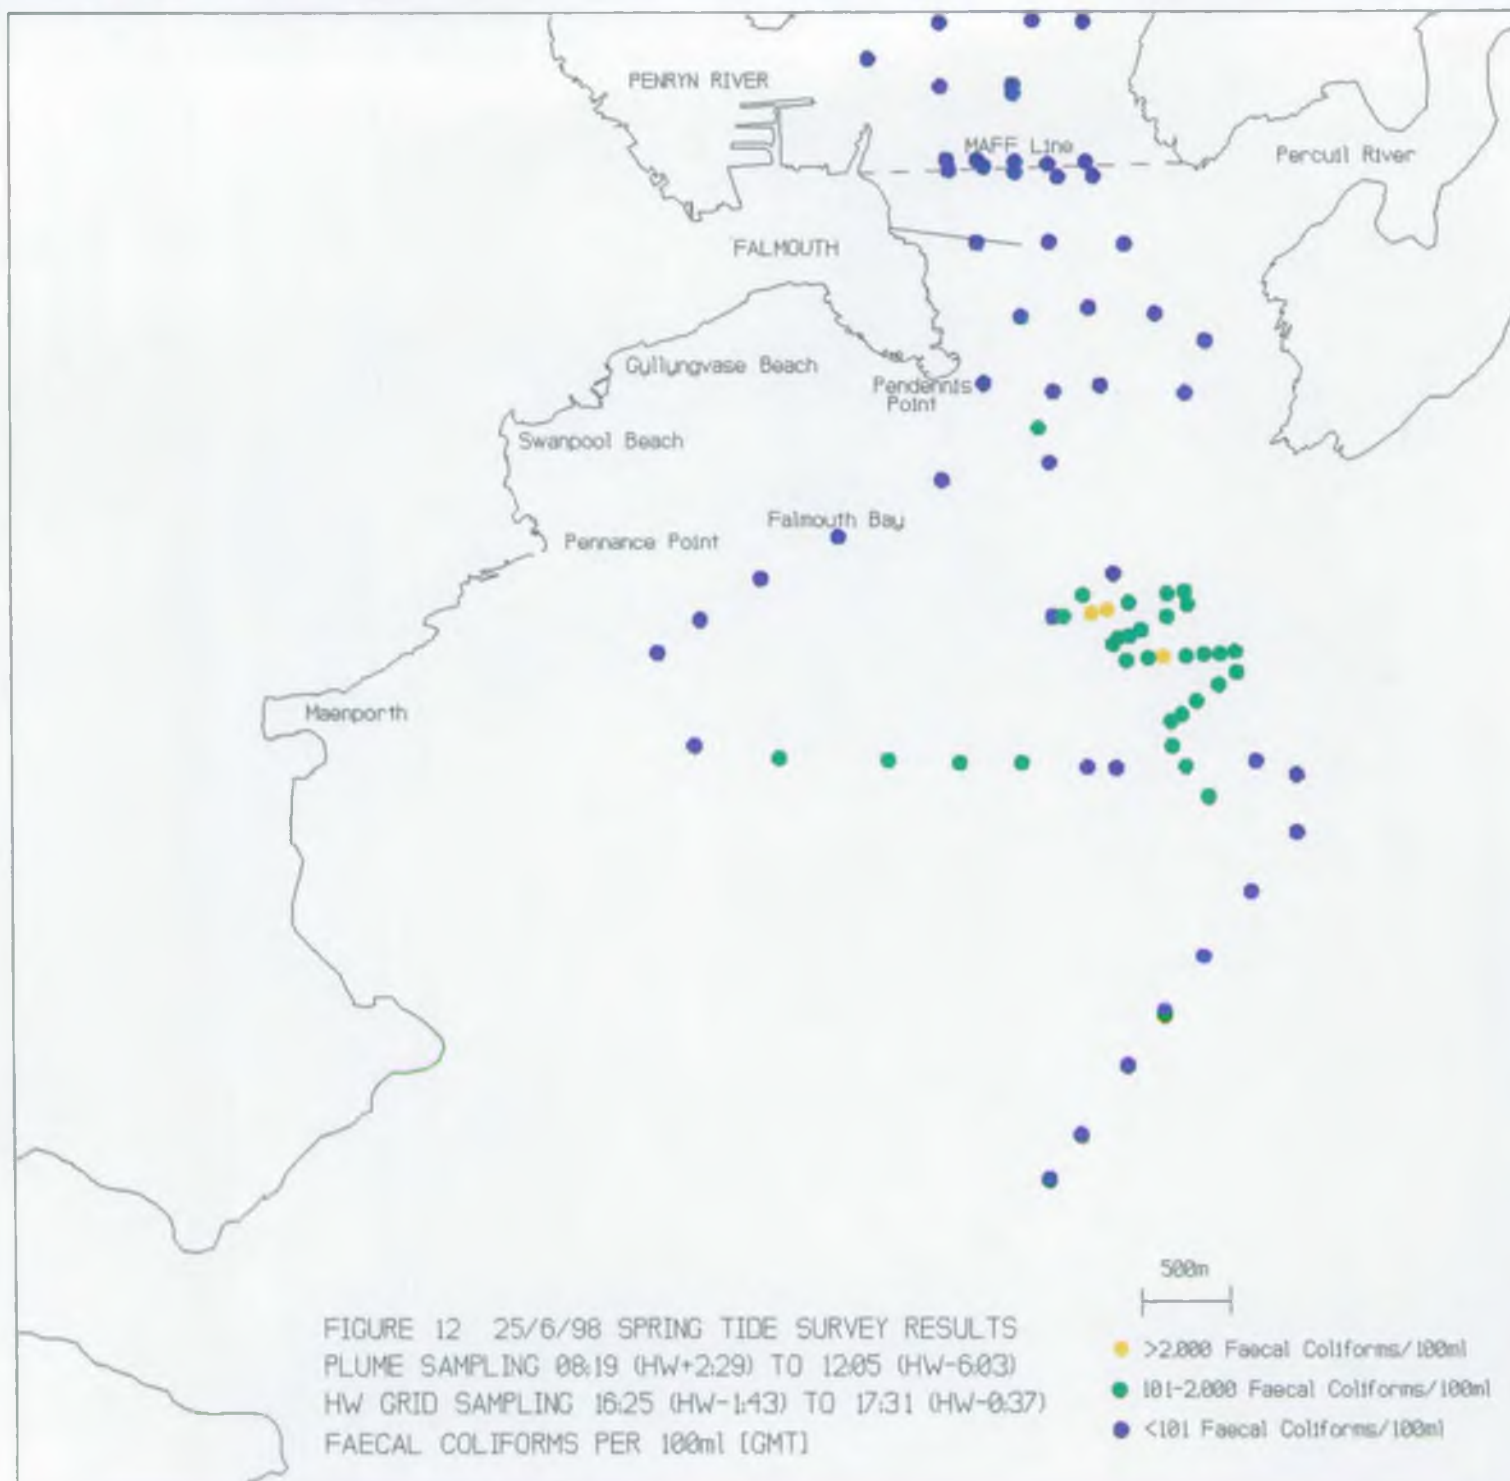 PENRYN RIVER
MAFF Line
Percuil River
FALMOUTH
Gyllyngvase Beach
Pendennis
Point
Swanpool Beach
Falmouth Bay
Pennance Point
Maenporth
500m
FIGURE 12 25/6/98 SPRING TIDE SURVEY RESULTS
PLUME SAMPLING 08:19 (HW+2:29) TO 12:05 (HW-6:03)
HW GRID SAMPLING 16:25 (HW-1:43) TO 17:31 (HW-0:37)
FAECAL COLIFORMS PER 100ml [GMT]
>2,000 Faecal Coliforms/100ml
101-2,000 Faecal Coliforms/100ml
<101 Faecal Coliforms/100ml